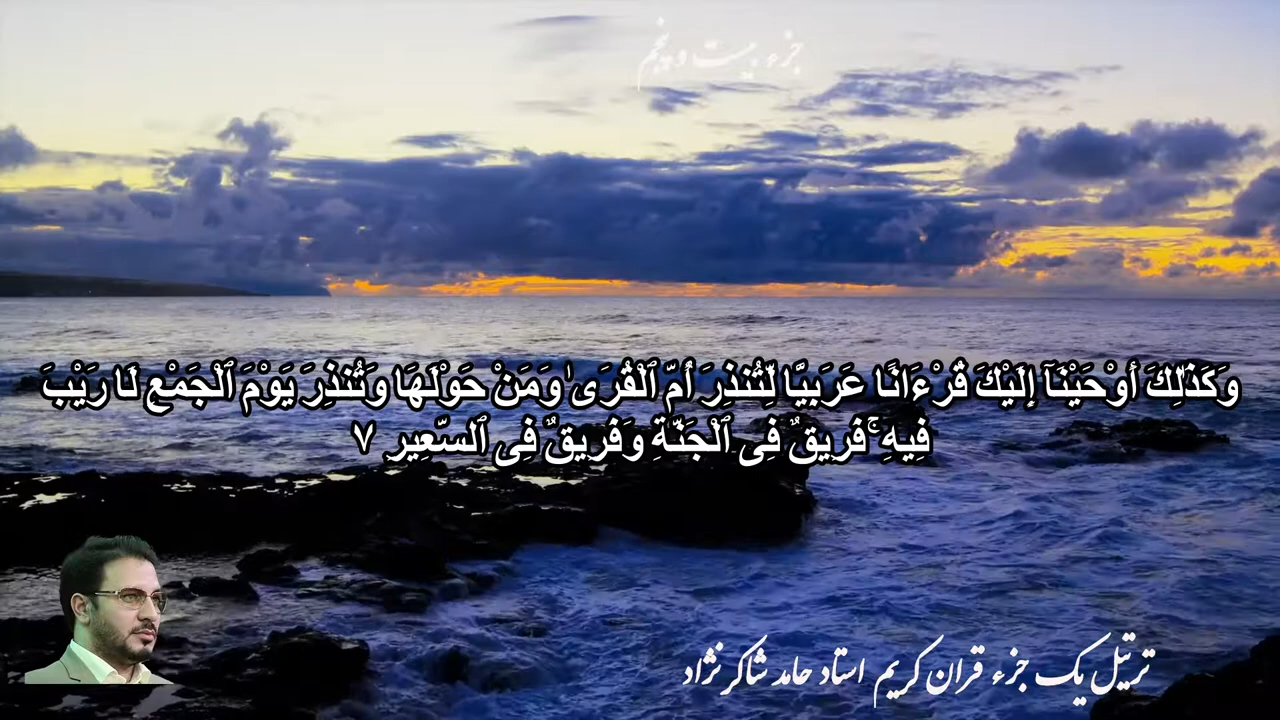 جزء بیست و پنجم
وَكَذَٰلِكَ أَوْحَيْنَآ إِلَيْكَ قُرْءَانًا عَرَبِيًّا لِّتُنذِرَ أُمَّ ٱلْقُرَىٰ وَمَنْ حَوْلَهَا وَتُنذِرَ يَوْمَ ٱلْجَمْعِ لَا رَيْبَ
فِيهِ ۚ فَرِيقٌ فِى ٱلْجَنَّةِ وَفَرِيقٌ فِى ٱلسَّعِيرِ ٧
ترتیل یک جزء قران کریم استاد حامد شاکرنژاد